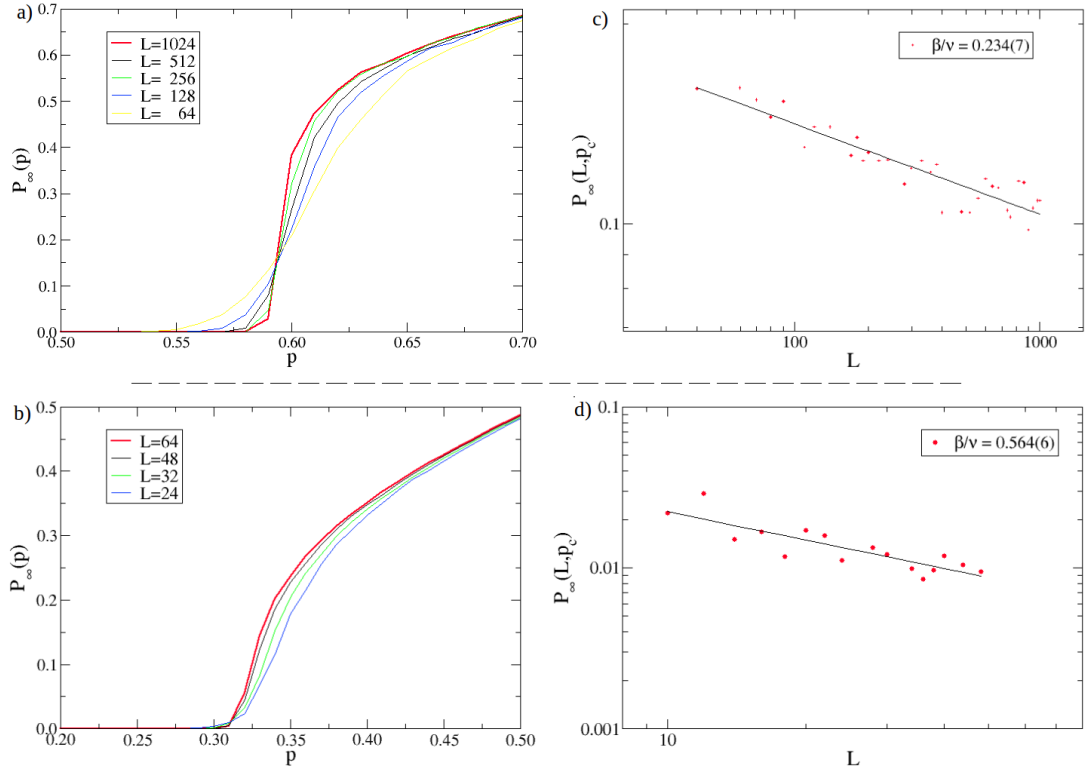 a)
0.7
0.6
0.5
0.4
0.3
0.2
0.1
0.0
P∞(p)
L=1024
L= 512
L= 256
L= 128
L= 64
0.50
0.55
0.60
0.65
0.70
p
c)
β/ν = 0.234(7)
P∞(L,pc)
0.1
100
1000
L
b)
0.5
0.4
0.3
0.2
0.1
0.0
P∞(p)
L=64
L=48
L=32
L=24
0.20
0.25
0.30
0.35
0.40
0.45
0.50
p
d)
0.1
0.01
0.001
β/ν = 0.564(6)
P∞(L,pc)
10
L